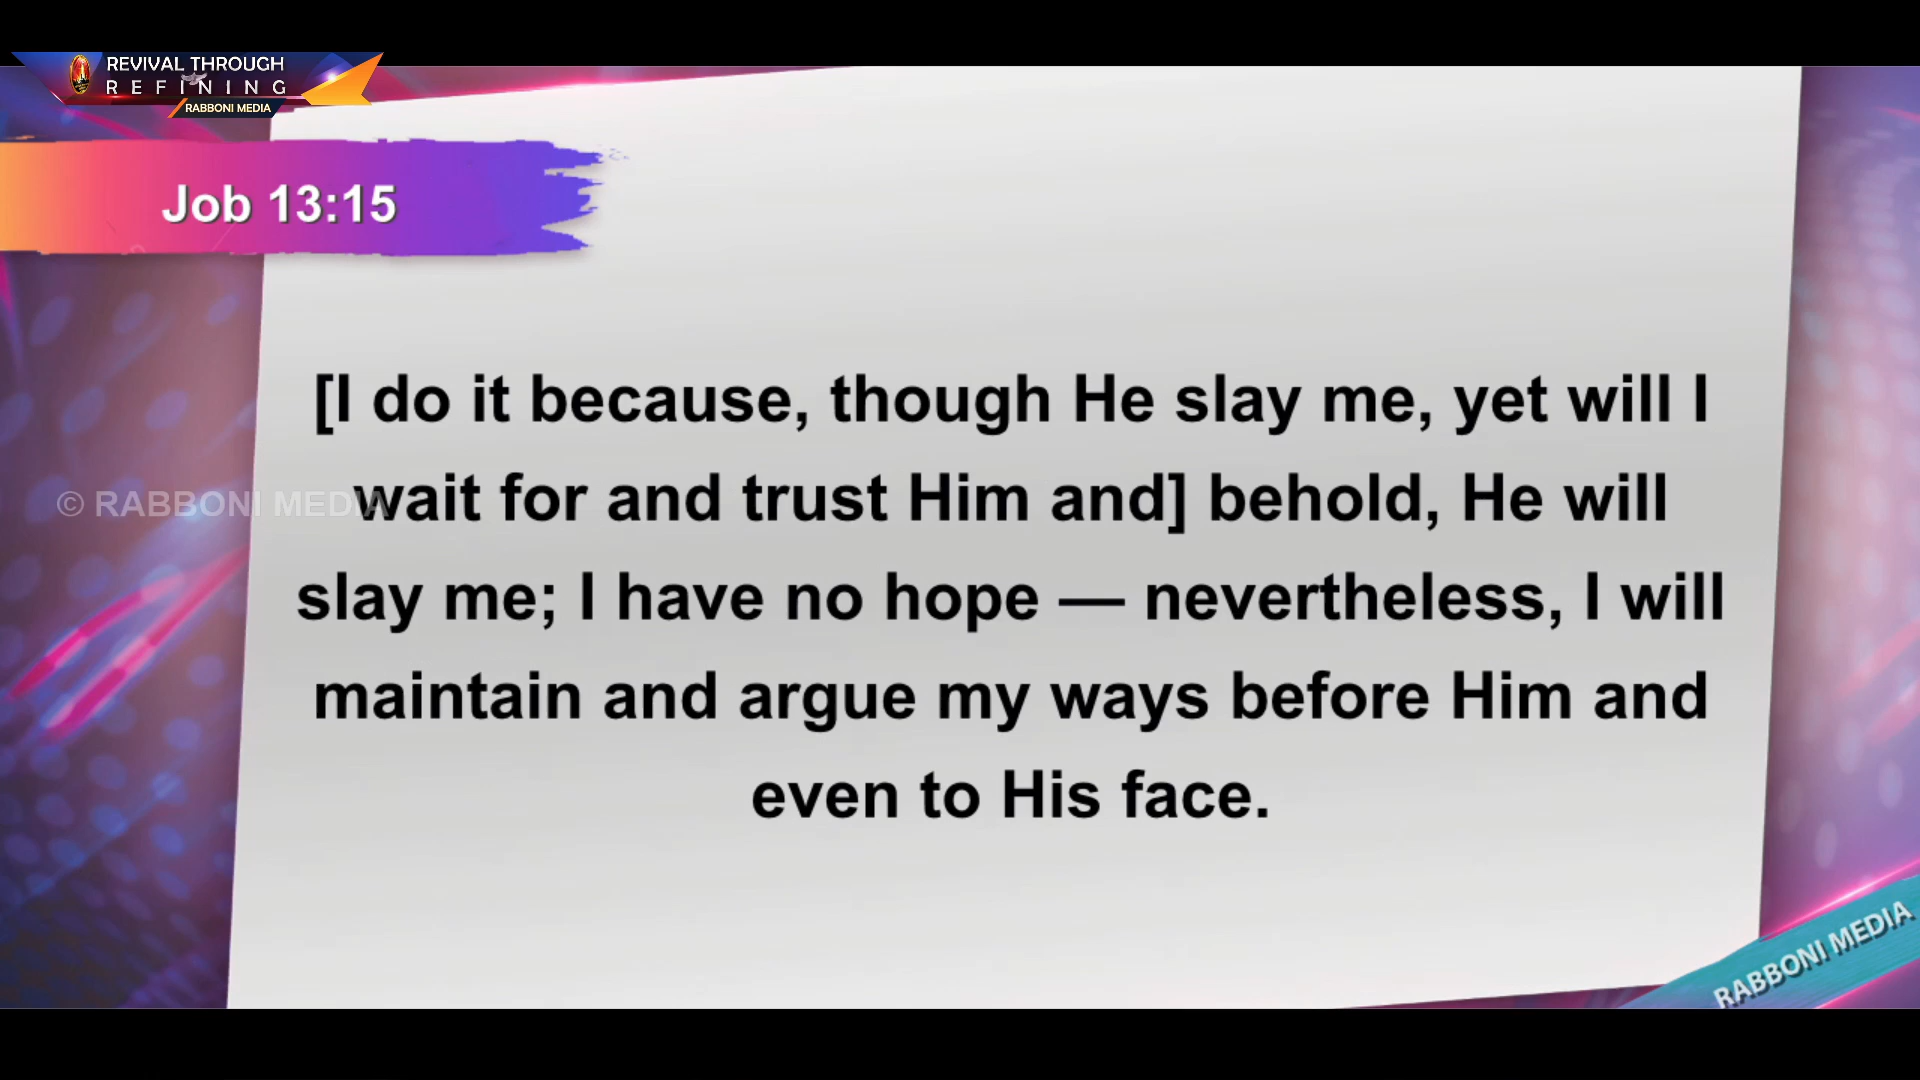 REVIVAL THROUGH
REFINING
RABBONI MEDIA
Job 13:15
[I do it because, though He slay me, yet will I
wait for and trust Him and] behold, He will
slay me; I have no hope — nevertheless, I will
maintain and argue my ways before Him and
even to His face.
© RABBONI MEDIA
RABBONI MEDIA